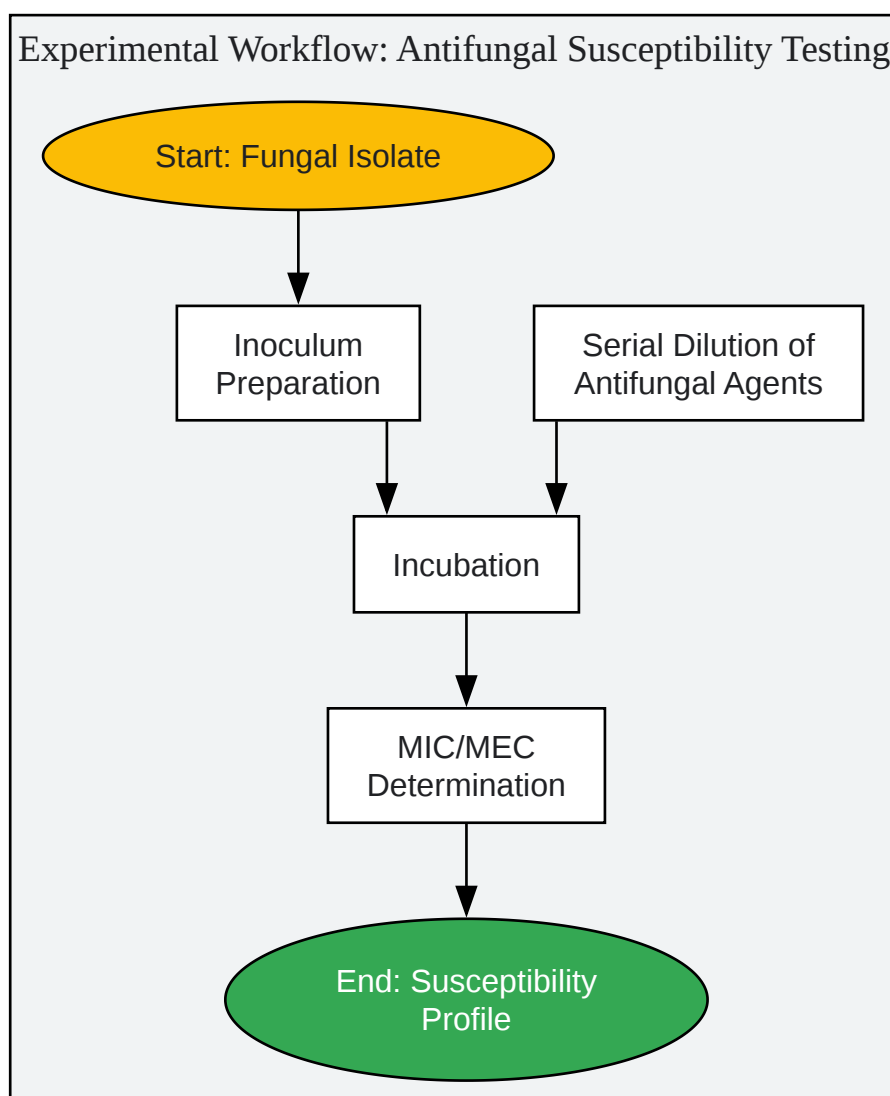 Experimental Workflow: Antifungal Susceptibility Testing
Start: Fungal Isolate
Inoculum
Preparation
Serial Dilution of
Antifungal Agents
Incubation
MIC/MEC
Determination
End: Susceptibility
Profile